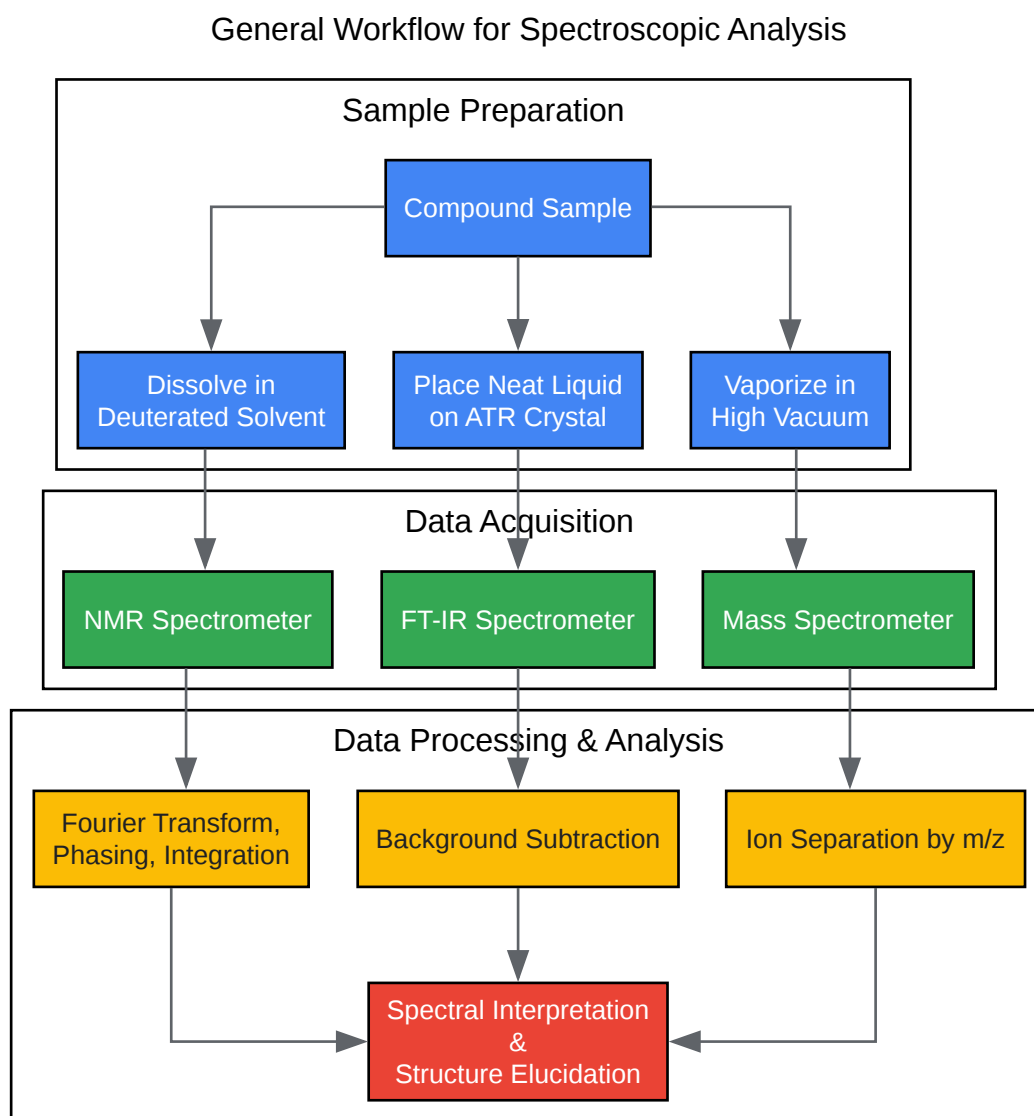 General Workflow for Spectroscopic Analysis
Sample Preparation
Compound Sample
Dissolve in
Deuterated Solvent
Place Neat Liquid
on ATR Crystal
Vaporize in
High Vacuum
Data Acquisition
NMR Spectrometer
FT-IR Spectrometer
Mass Spectrometer
Data Processing & Analysis
Fourier Transform,
Phasing, Integration
Background Subtraction
Ion Separation by m/z
Spectral Interpretation
&
Structure Elucidation